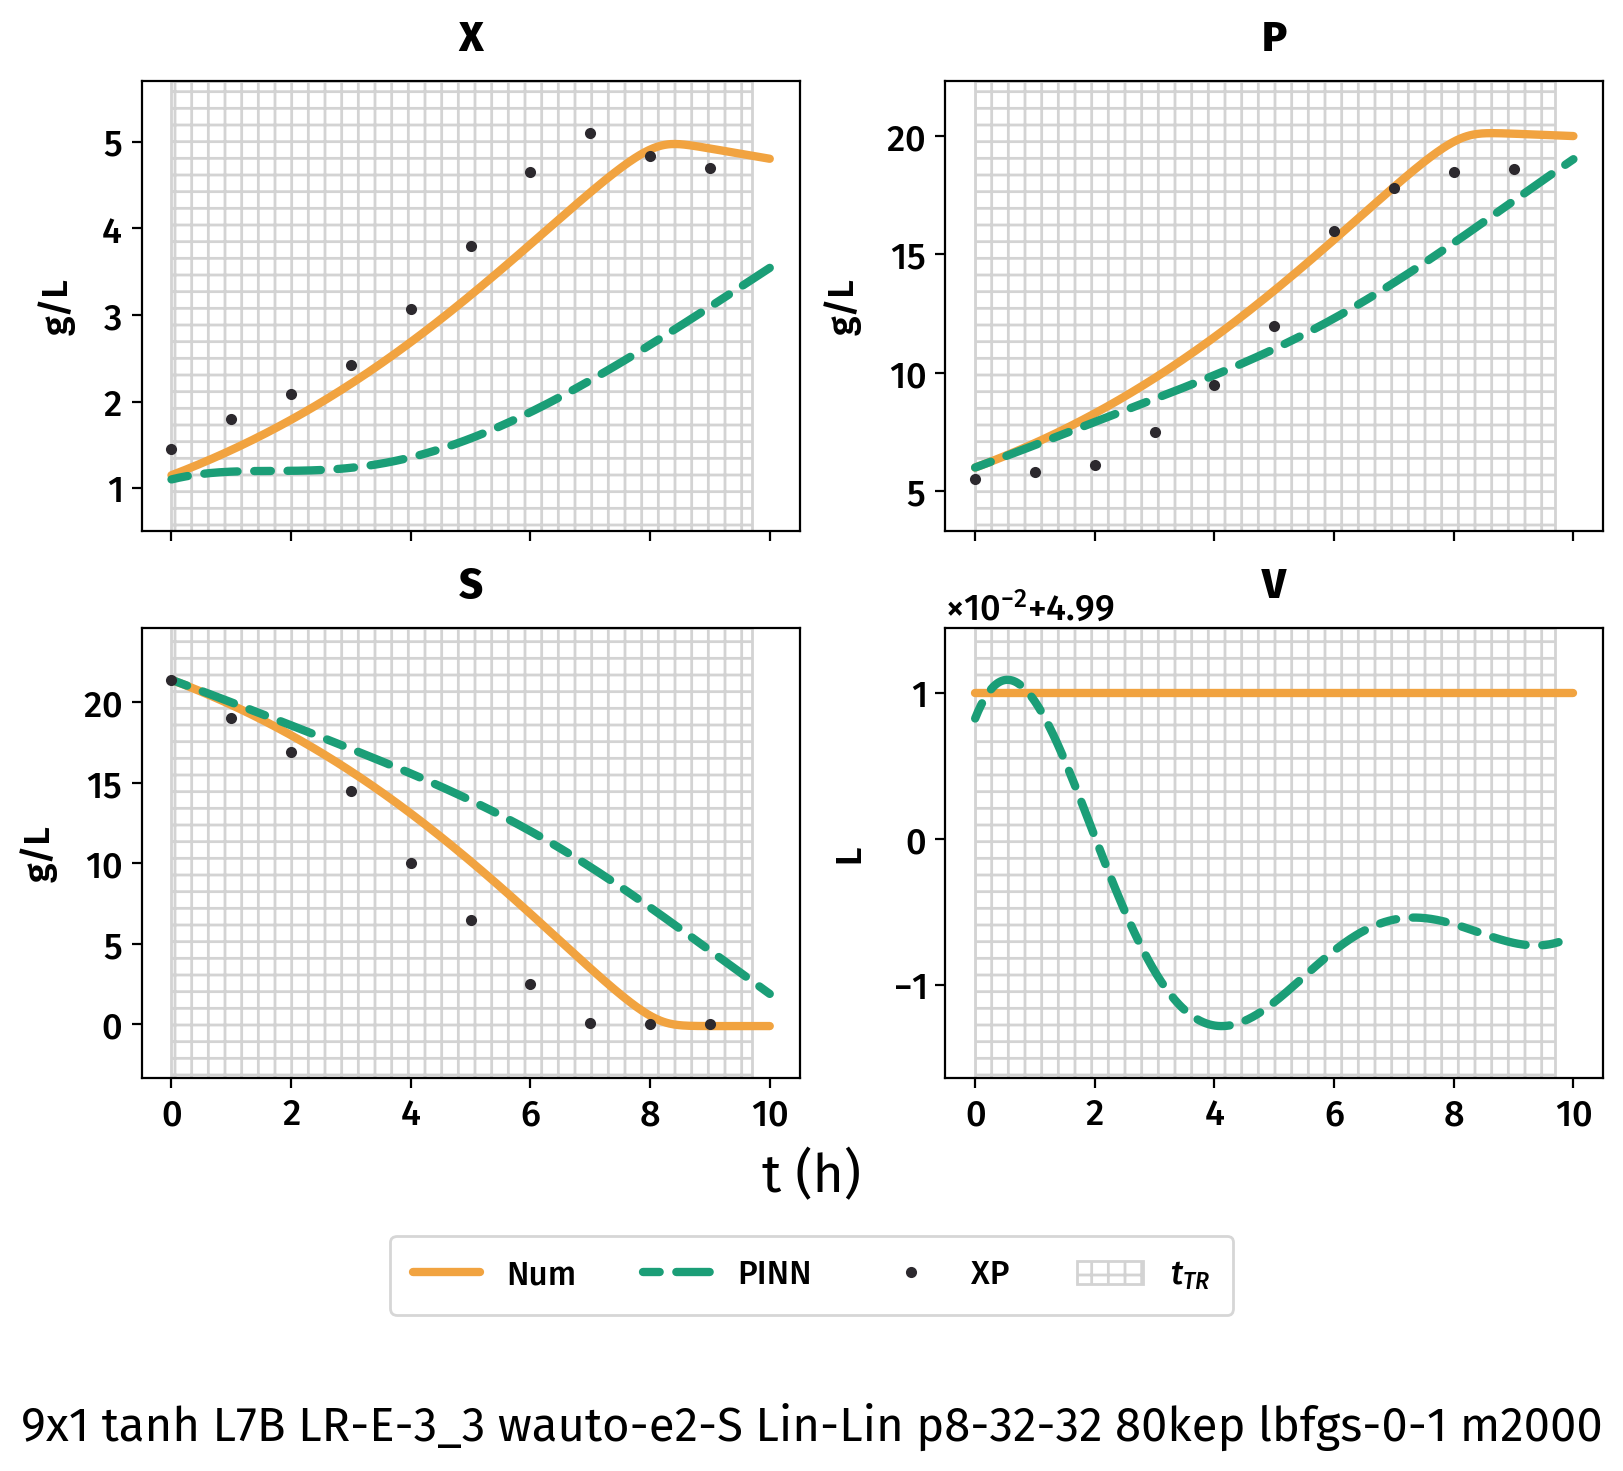 X
P
5
4
3
2
1
g/L
20
15
10
5
g/L
S
V
×10⁻²+4.99
20
15
10
5
0
g/L
1
0
−1
L
0 2 4 6 8 10
0 2 4 6 8 10
t (h)
Num PINN XP t_TR
9x1 tanh L7B LR-E-3_3 wauto-e2-S Lin-Lin p8-32-32 80kep lbfgs-0-1 m2000